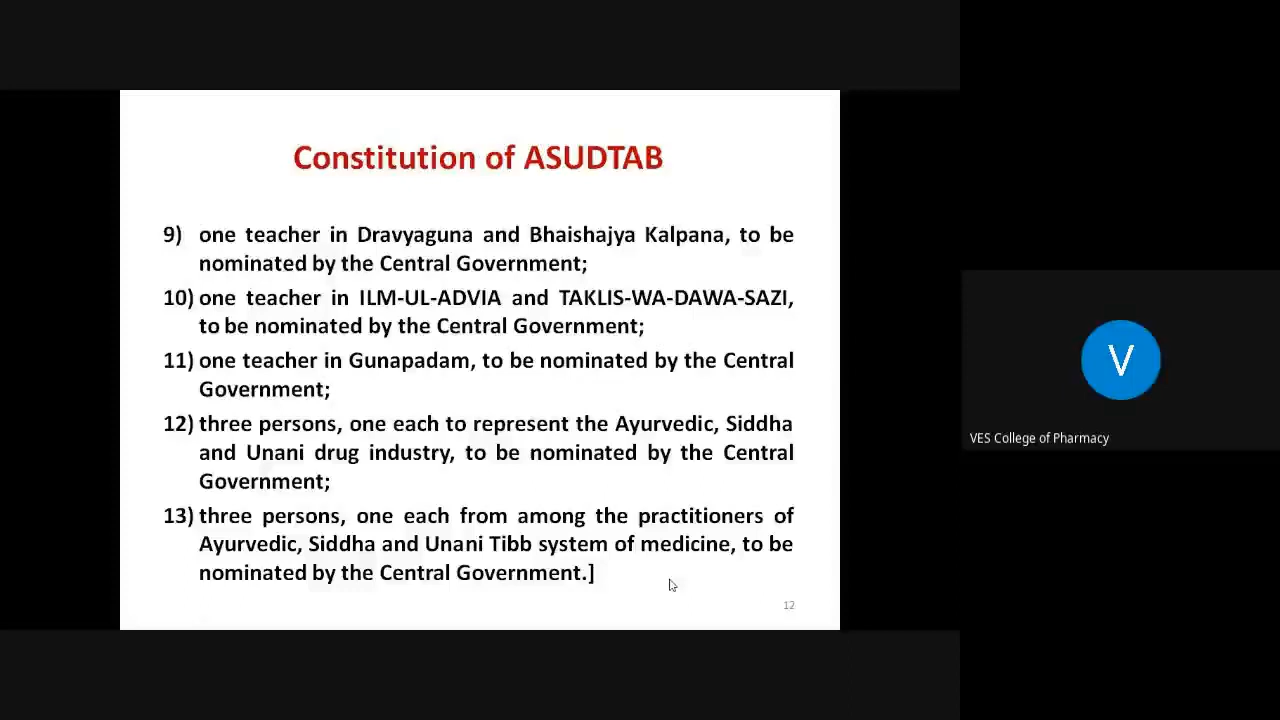 Constitution of ASUDTAB
9) one teacher in Dravyaguna and Bhaishajya Kalpana, to be
nominated by the Central Government;
10) one teacher in ILM-UL-ADVIA and TAKLIS-WA-DAWA-SAZI,
to be nominated by the Central Government;
11) one teacher in Gunapadam, to be nominated by the Central
Government;
12) three persons, one each to represent the Ayurvedic, Siddha
and Unani drug industry, to be nominated by the Central
Government;
13) three persons, one each from among the practitioners of
Ayurvedic, Siddha and Unani Tibb system of medicine, to be
nominated by the Central Government.]
12
V
VES College of Pharmacy